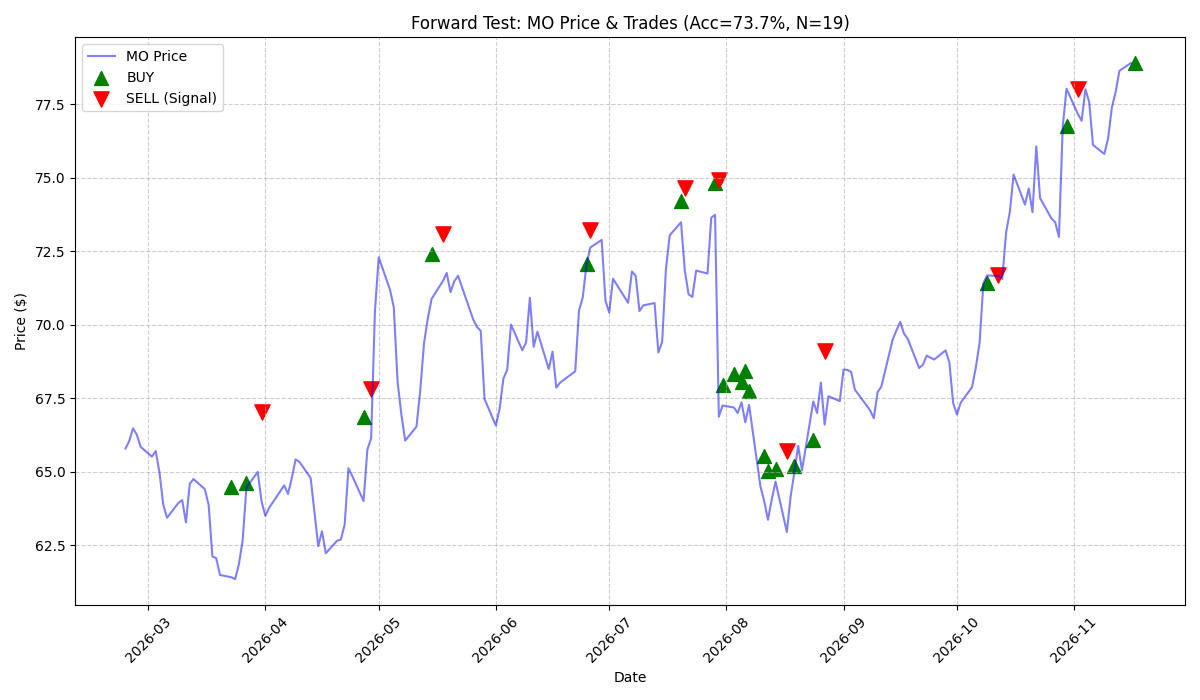 Forward Test: MO Price & Trades (Acc=73.7%, N=19)
MO Price
BUY
SELL (Signal)
Price ($)
77.5
75.0
72.5
70.0
67.5
65.0
62.5
2026-03
2026-04
2026-05
2026-06
2026-07
2026-08
2026-09
2026-10
2026-11
Date